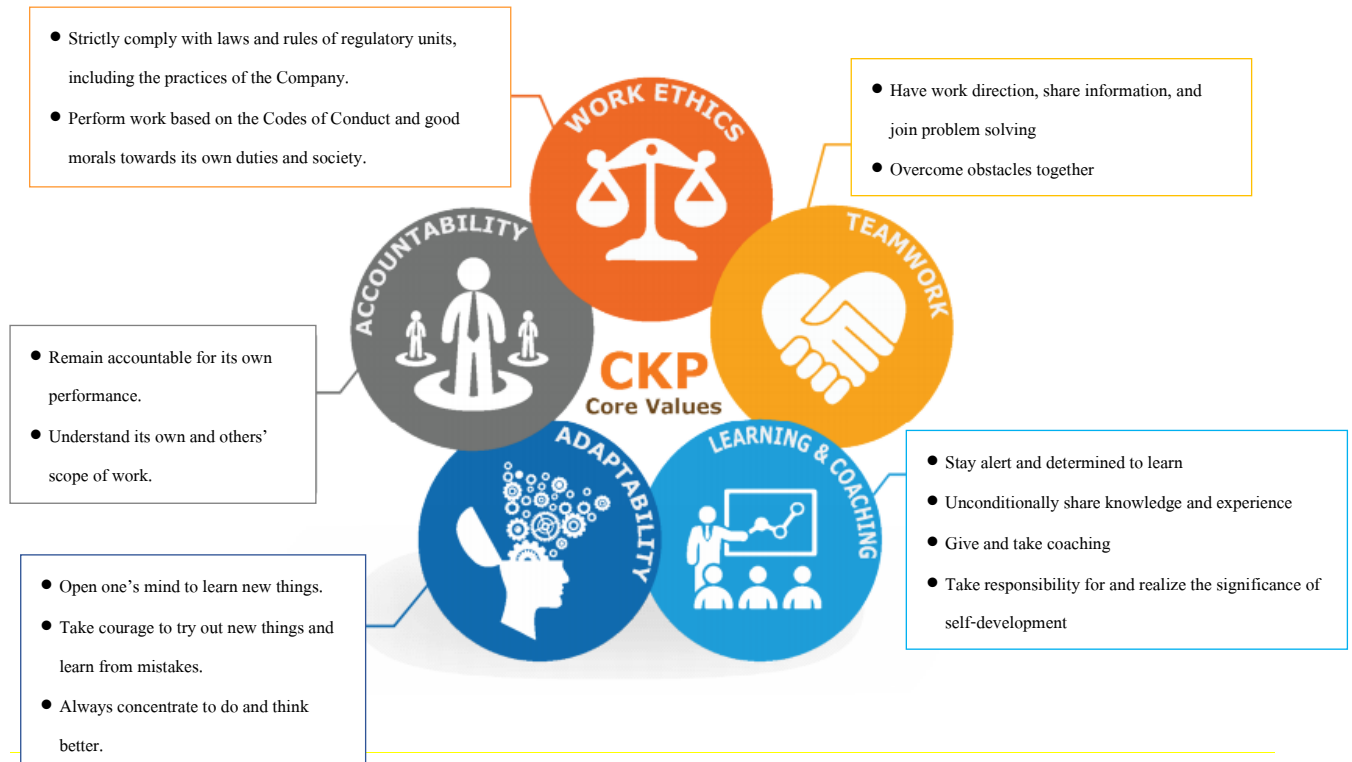 ● Strictly comply with laws and rules of regulatory units,
including the practices of the Company.
● Perform work based on the Codes of Conduct and good
morals towards its own duties and society.
WORK ETHICS
● Have work direction, share information, and
join problem solving
● Overcome obstacles together
TEAMWORK
ACCOUNTABILITY
● Remain accountable for its own
performance.
● Understand its own and others’
scope of work.
CKP
Core Values
LEARNING & COACHING
● Stay alert and determined to learn
● Unconditionally share knowledge and experience
● Give and take coaching
● Take responsibility for and realize the significance of
self-development
ADAPTABILITY
● Open one’s mind to learn new things.
● Take courage to try out new things and
learn from mistakes.
● Always concentrate to do and think
better.